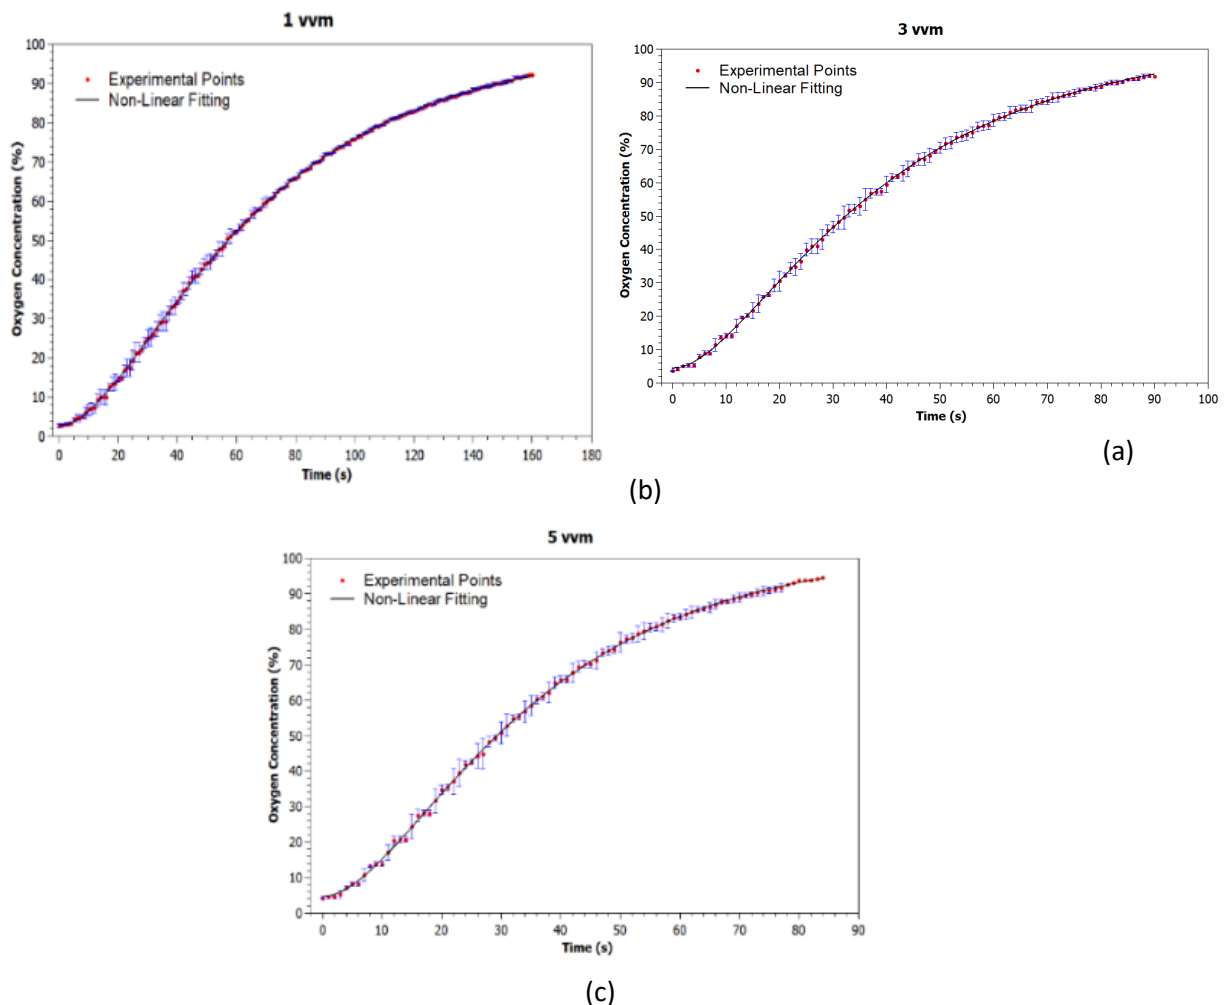 1 vvm
Oxygen Concentration (%)
100
90
80
70
60
50
40
30
20
10
0
Experimental Points
Non-Linear Fitting
0 20 40 60 80 100 120 140 160 180
Time (s)
(b)
3 vvm
Oxygen Concentration (%)
100
90
80
70
60
50
40
30
20
10
0
Experimental Points
Non-Linear Fitting
0 10 20 30 40 50 60 70 80 90 100
Time (s)
(a)
5 vvm
Oxygen Concentration (%)
100
90
80
70
60
50
40
30
20
10
0
Experimental Points
Non-Linear Fitting
0 10 20 30 40 50 60 70 80 90
Time (s)
(c)